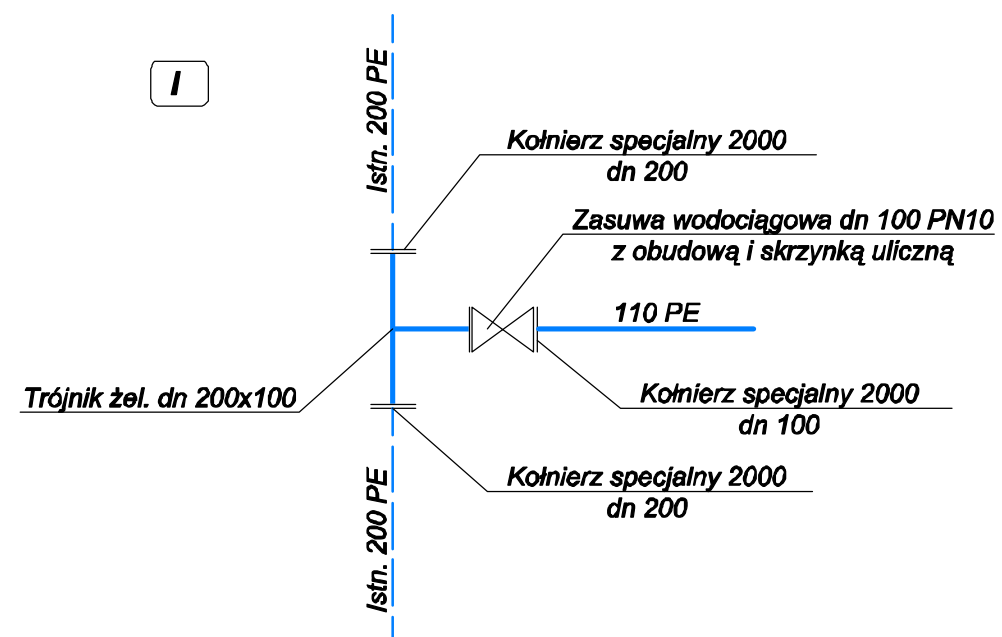 I
Istn. 200 PE
Kołnierz specjalny 2000
dn 200
Zasuwa wodociągowa dn 100 PN10
z obudową i skrzynką uliczną
110 PE
Trójnik żel. dn 200x100
Kołnierz specjalny 2000
dn 100
Kołnierz specjalny 2000
dn 200
Istn. 200 PE